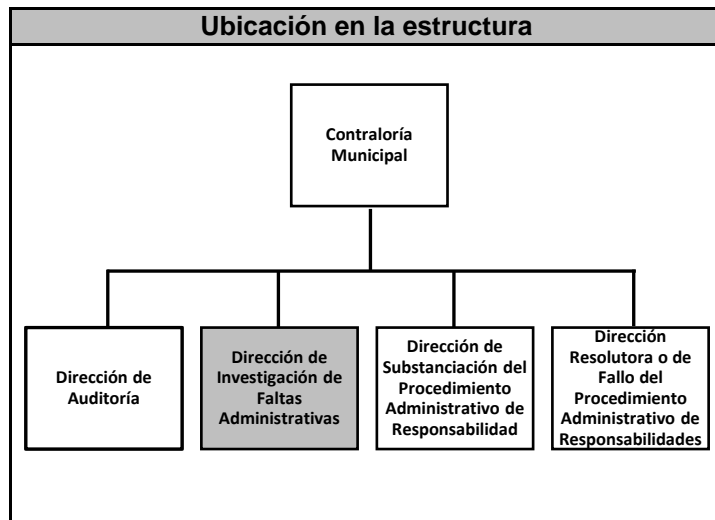 Ubicación en la estructura
Contraloría
Municipal
Dirección de
Auditoría
Dirección de
Investigación de
Faltas
Administrativas
Dirección de
Substanciación del
Procedimiento
Administrativo de
Responsabilidad
Dirección
Resolutora o de
Fallo del
Procedimiento
Administrativo de
Responsabilidades